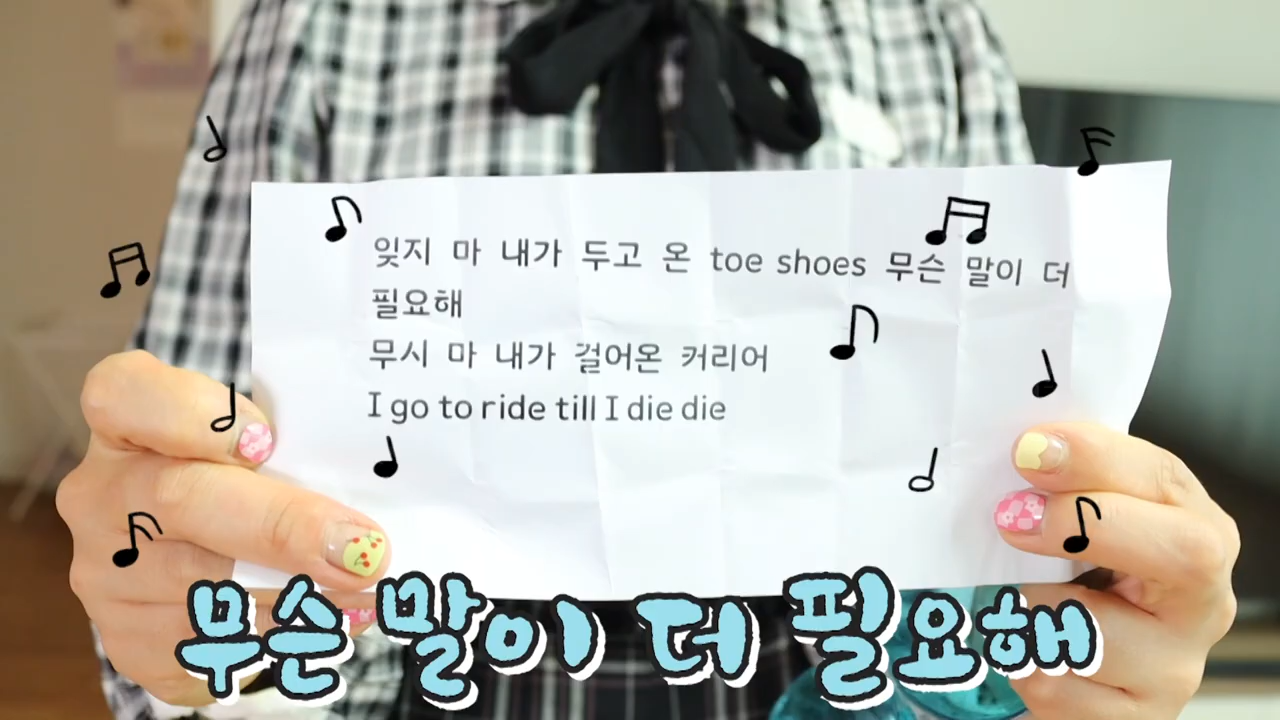 잊지 마 내가 두고 온 toe shoes 무슨 말이 더
필요해
무시 마 내가 걸어온 커리어
I go to ride till I die die
무슨 말이 더 필요해